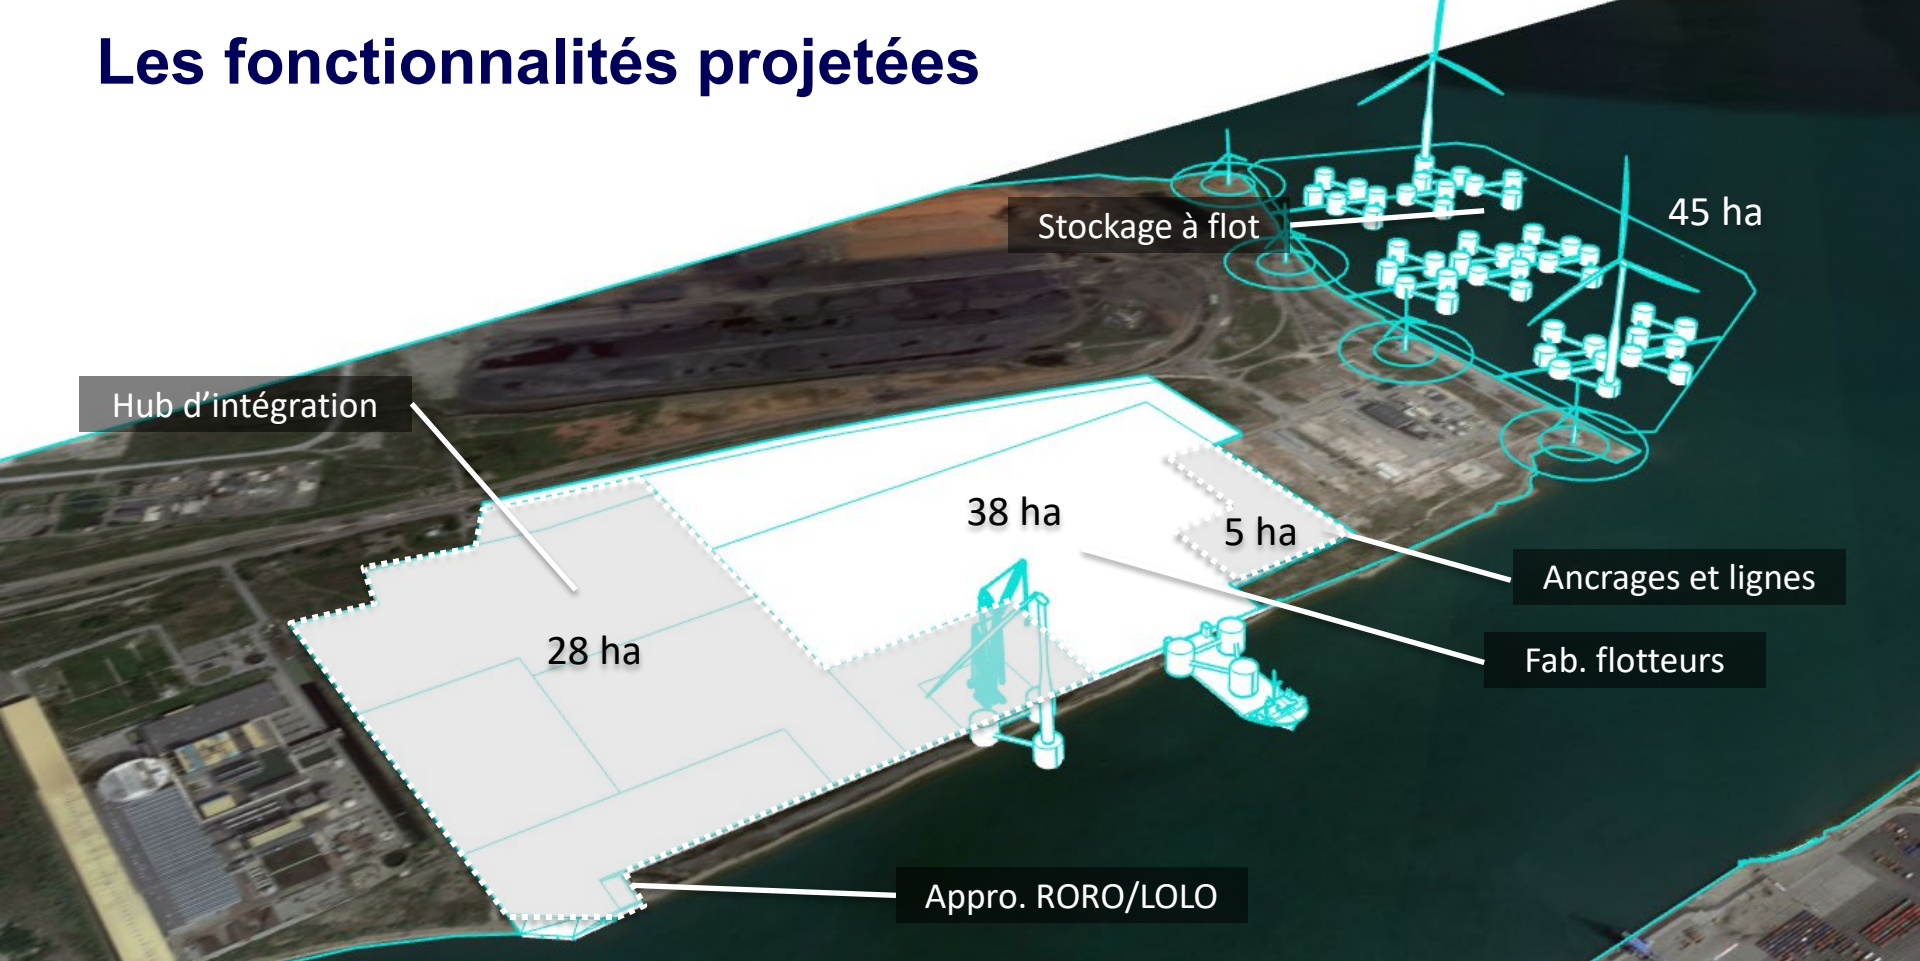 Les fonctionnalités projetées
Stockage à flot
45 ha
Hub d’intégration
38 ha
5 ha
Ancrages et lignes
28 ha
Fab. flotteurs
Appro. RORO/LOLO